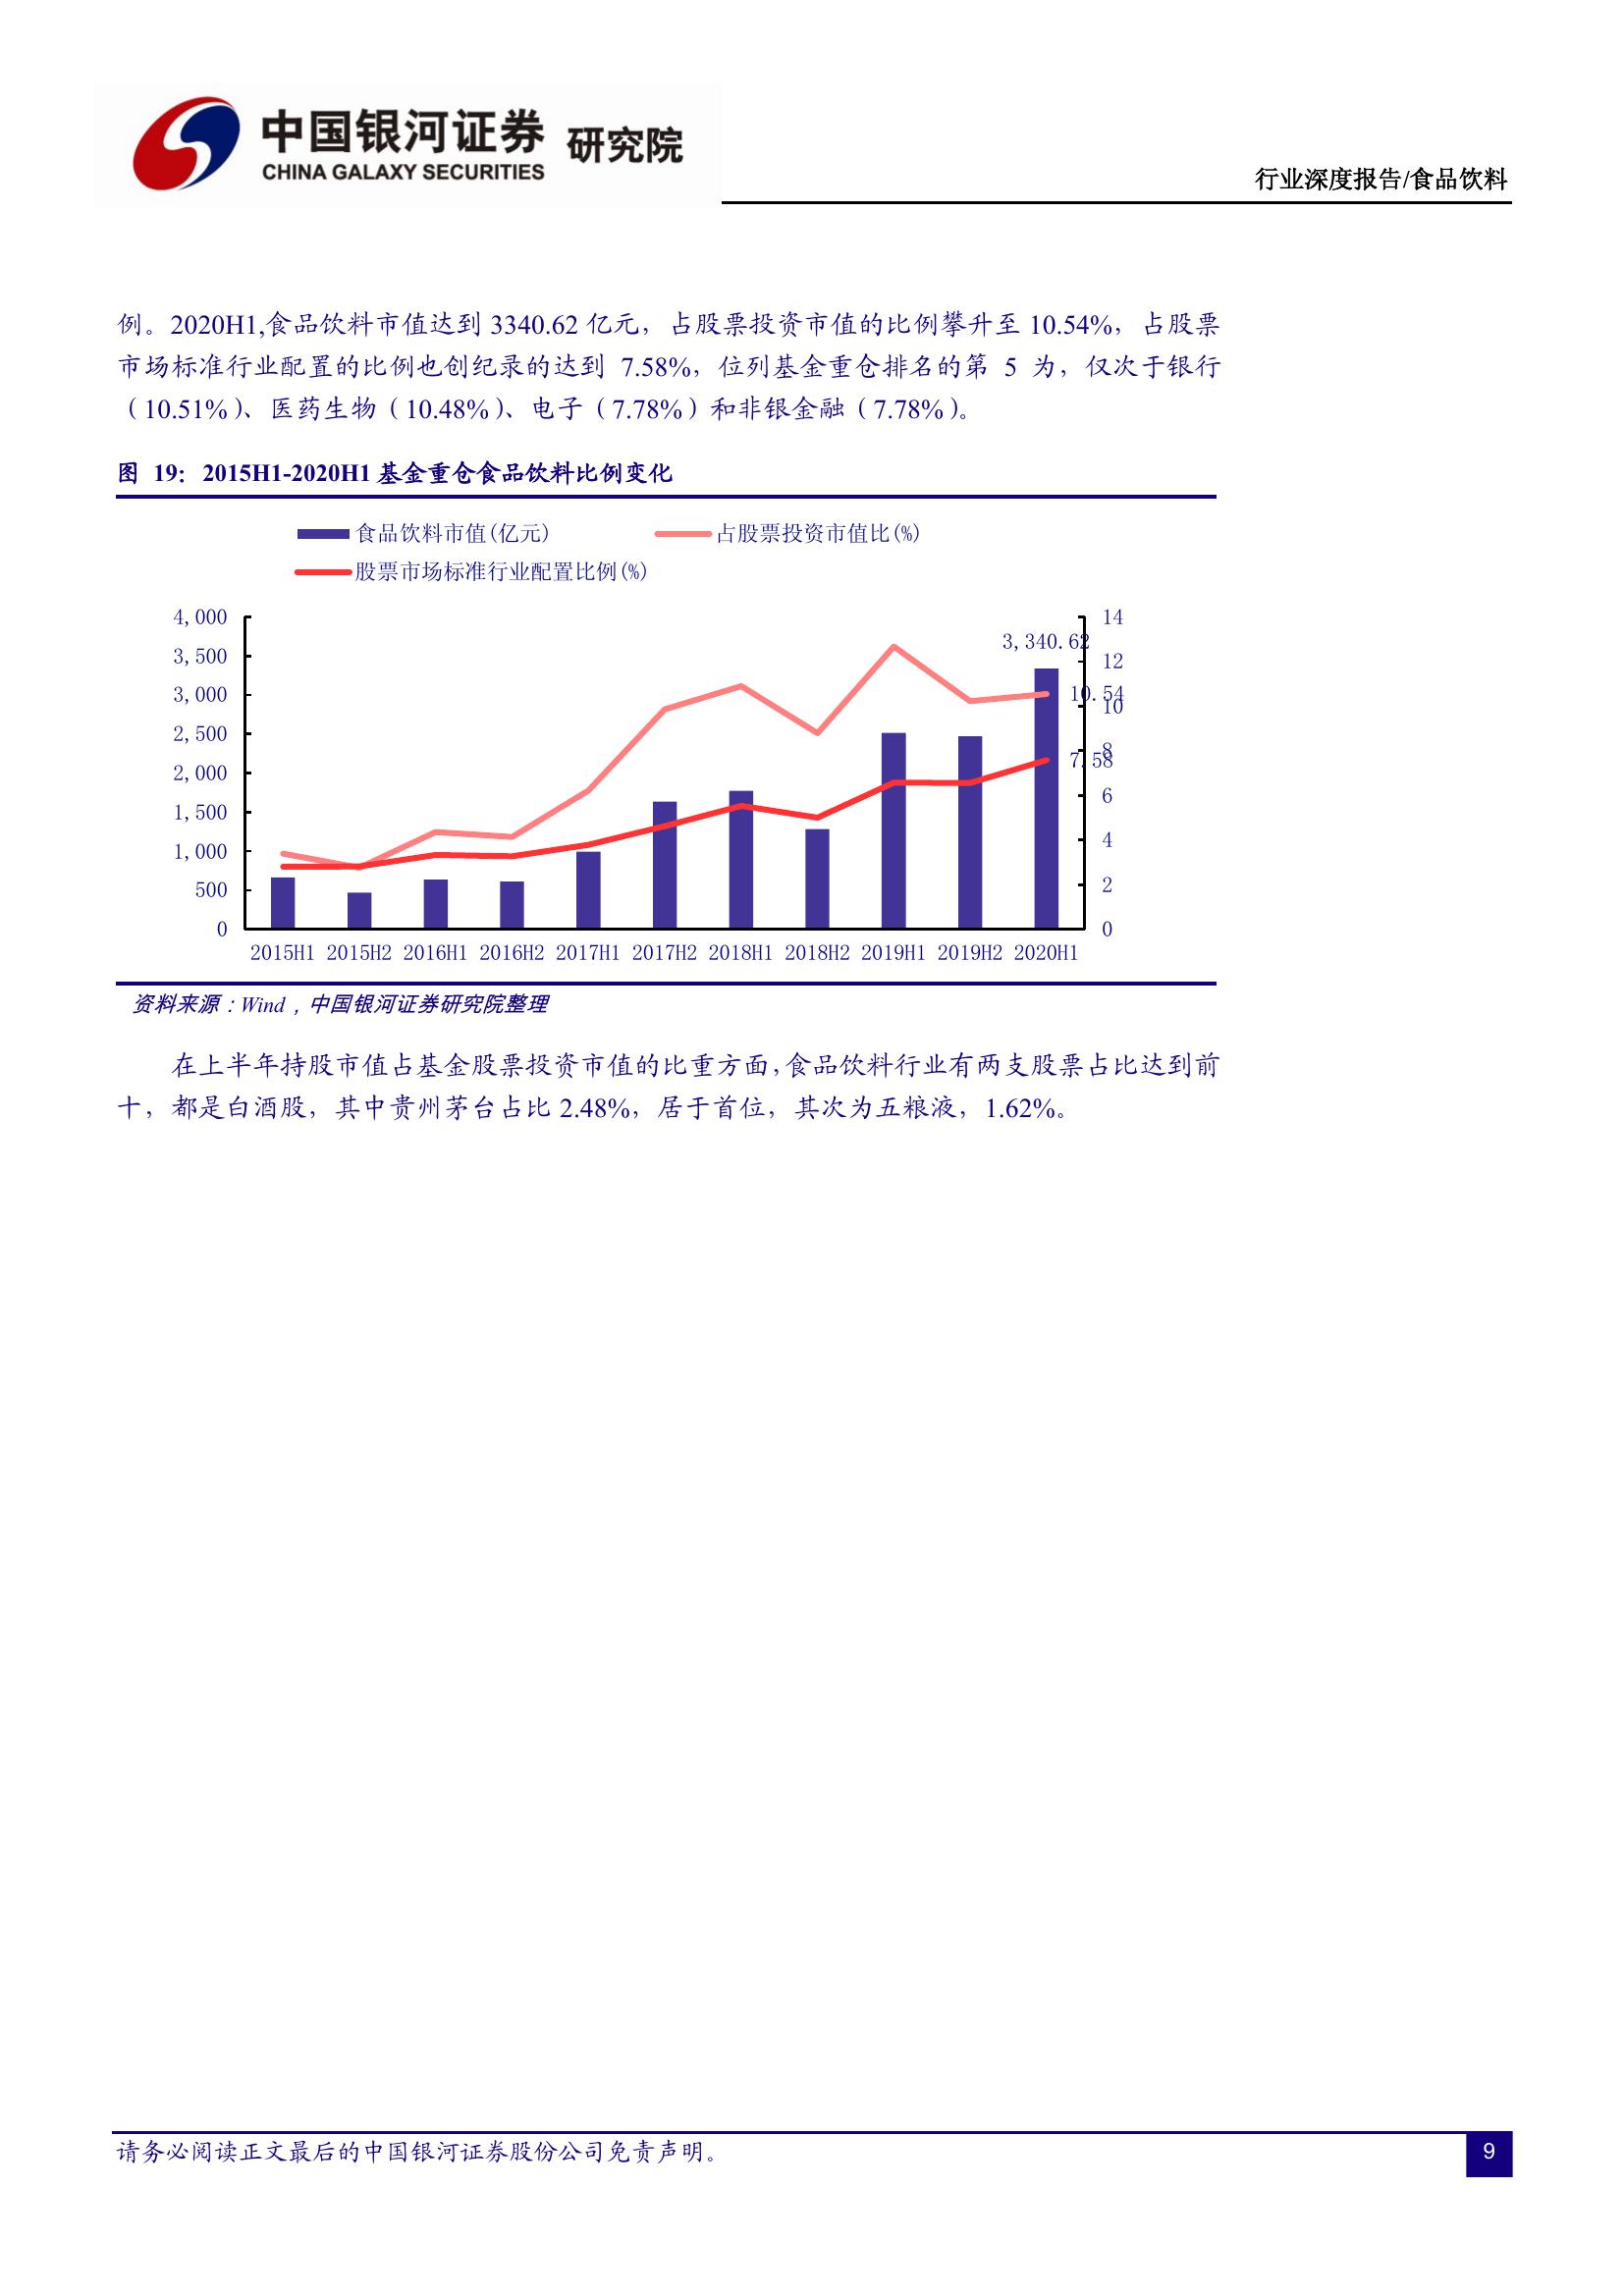 中国银河证券 研究院
CHINA GALAXY SECURITIES
行业深度报告/食品饮料
例。2020H1,食品饮料市值达到 3340.62 亿元，占股票投资市值的比例攀升至 10.54%，占股票
市场标准行业配置的比例也创纪录的达到 7.58%，位列基金重仓排名的第 5 为，仅次于银行
（10.51%）、医药生物（10.48%）、电子（7.78%）和非银金融（7.78%）。
图 19：2015H1-2020H1 基金重仓食品饮料比例变化
食品饮料市值(亿元) 占股票投资市值比(%)
股票市场标准行业配置比例(%)
4,000 14
3,340.62
3,500 12
3,000 10.54
10
2,500 8
7.58
2,000
6
1,500
4
1,000
500 2
0 0
2015H1 2015H2 2016H1 2016H2 2017H1 2017H2 2018H1 2018H2 2019H1 2019H2 2020H1
资料来源：Wind，中国银河证券研究院整理
在上半年持股市值占基金股票投资市值的比重方面,食品饮料行业有两支股票占比达到前
十，都是白酒股，其中贵州茅台占比 2.48%，居于首位，其次为五粮液，1.62%。
请务必阅读正文最后的中国银河证券股份公司免责声明。
9